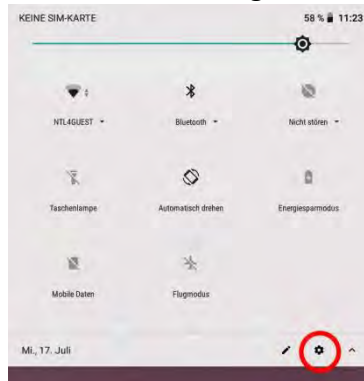 KEINE SIM-KARTE 58 % 11:23
NTL4GUEST Bluetooth Nicht stören
Taschenlampe Automatisch drehen Energiesparmodus
Mobile Daten Flugmodus
Mi., 17. Juli